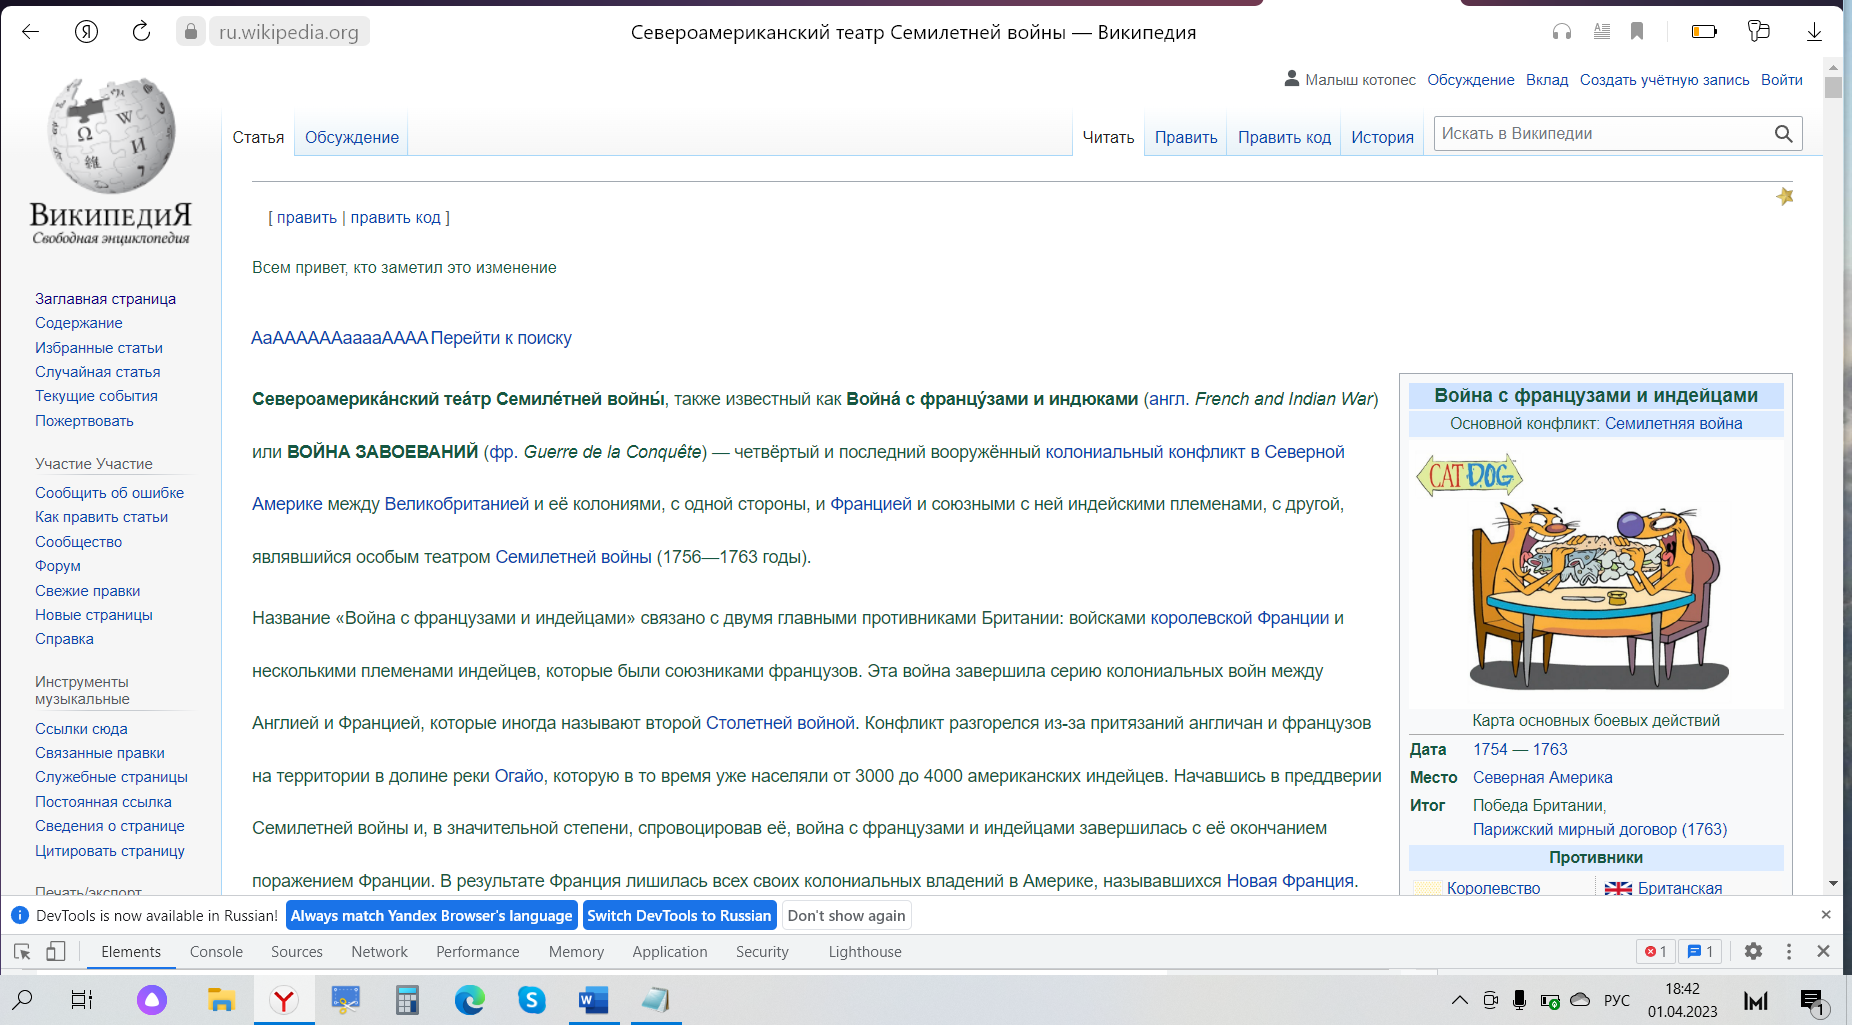 ru.wikipedia.org
Североамериканский театр Семилетней войны — Википедия
Малыш котопес Обсуждение Вклад Создать учётную запись Войти
Статья Обсуждение Читать Править Править код История Искать в Википедии
ВикипедиЯ
Свободная энциклопедия
Заглавная страница
Содержание
Избранные статьи
Случайная статья
Текущие события
Пожертвовать
Участие Участие
Сообщить об ошибке
Как править статьи
Сообщество
Форум
Свежие правки
Новые страницы
Справка
Инструменты
музыкальные
Ссылки сюда
Связанные правки
Служебные страницы
Постоянная ссылка
Сведения о странице
Цитировать страницу
Печать/экспорт
[ править | править код ]
Всем привет, кто заметил это изменение
АаААААААааааАААА Перейти к поиску
Североамерика́нский теа́тр Семиле́тней войны́, также известный как Война́ с францу́зами и индюками (англ. French and Indian War)
или ВОЙНА ЗАВОЕВАНИЙ (фр. Guerre de la Conquête) — четвёртый и последний вооружённый колониальный конфликт в Северной
Америке между Великобританией и её колониями, с одной стороны, и Францией и союзными с ней индейскими племенами, с другой,
являвшийся особым театром Семилетней войны (1756—1763 годы).
Название «Война с французами и индейцами» связано с двумя главными противниками Британии: войсками королевской Франции и
несколькими племенами индейцев, которые были союзниками французов. Эта война завершила серию колониальных войн между
Англией и Францией, которые иногда называют второй Столетней войной. Конфликт разгорелся из-за притязаний англичан и французов
на территории в долине реки Огайо, которую в то время уже населяли от 3000 до 4000 американских индейцев. Начавшись в преддверии
Семилетней войны и, в значительной степени, спровоцировав её, война с французами и индейцами завершилась с её окончанием
поражением Франции. В результате Франция лишилась всех своих колониальных владений в Америке, называвшихся Новая Франция.
Война с французами и индейцами
Основной конфликт: Семилетняя война
CATDOG
Карта основных боевых действий
Дата 1754 — 1763
Место Северная Америка
Итог Победа Британии,
Парижский мирный договор (1763)
Противники
Королевство Британская
DevTools is now available in Russian! Always match Yandex Browser's language Switch DevTools to Russian Don't show again
Elements Console Sources Network Performance Memory Application Security Lighthouse 1 1
РУС 18:42
01.04.2023
1